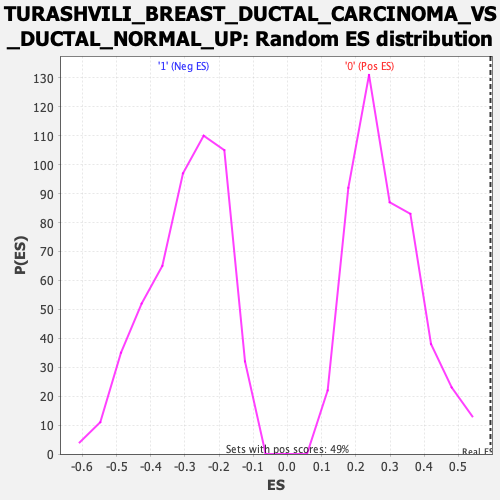 TURASHVILI_BREAST_DUCTAL_CARCINOMA_VS
_DUCTAL_NORMAL_UP: Random ES distribution
'1' (Neg ES)
'0' (Pos ES)
130
120
110
100
90
80
70
60
50
40
30
20
10
0
P(ES)
Sets with pos scores: 49%
Real ES
-0.6 -0.5 -0.4 -0.3 -0.2 -0.1 0.0 0.1 0.2 0.3 0.4 0.5
ES